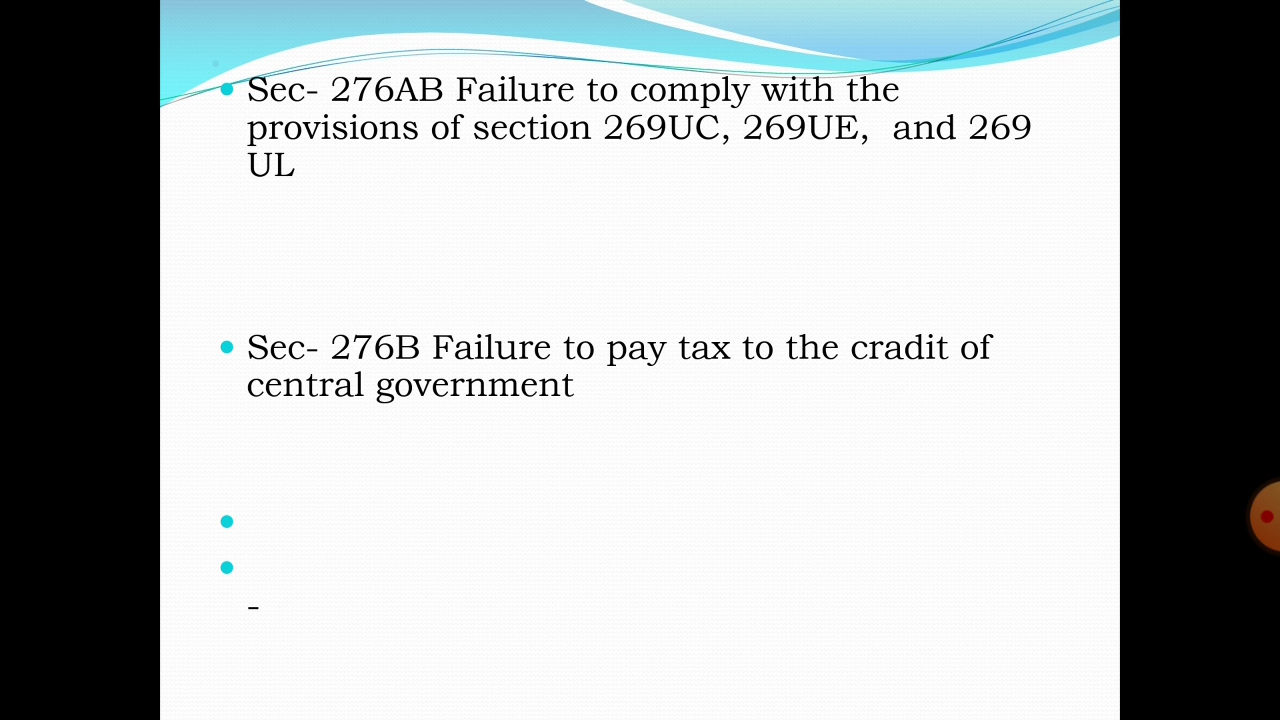 Sec- 276AB Failure to comply with the
provisions of section 269UC, 269UE,  and 269
UL
Sec- 276B Failure to pay tax to the cradit of
central government
-